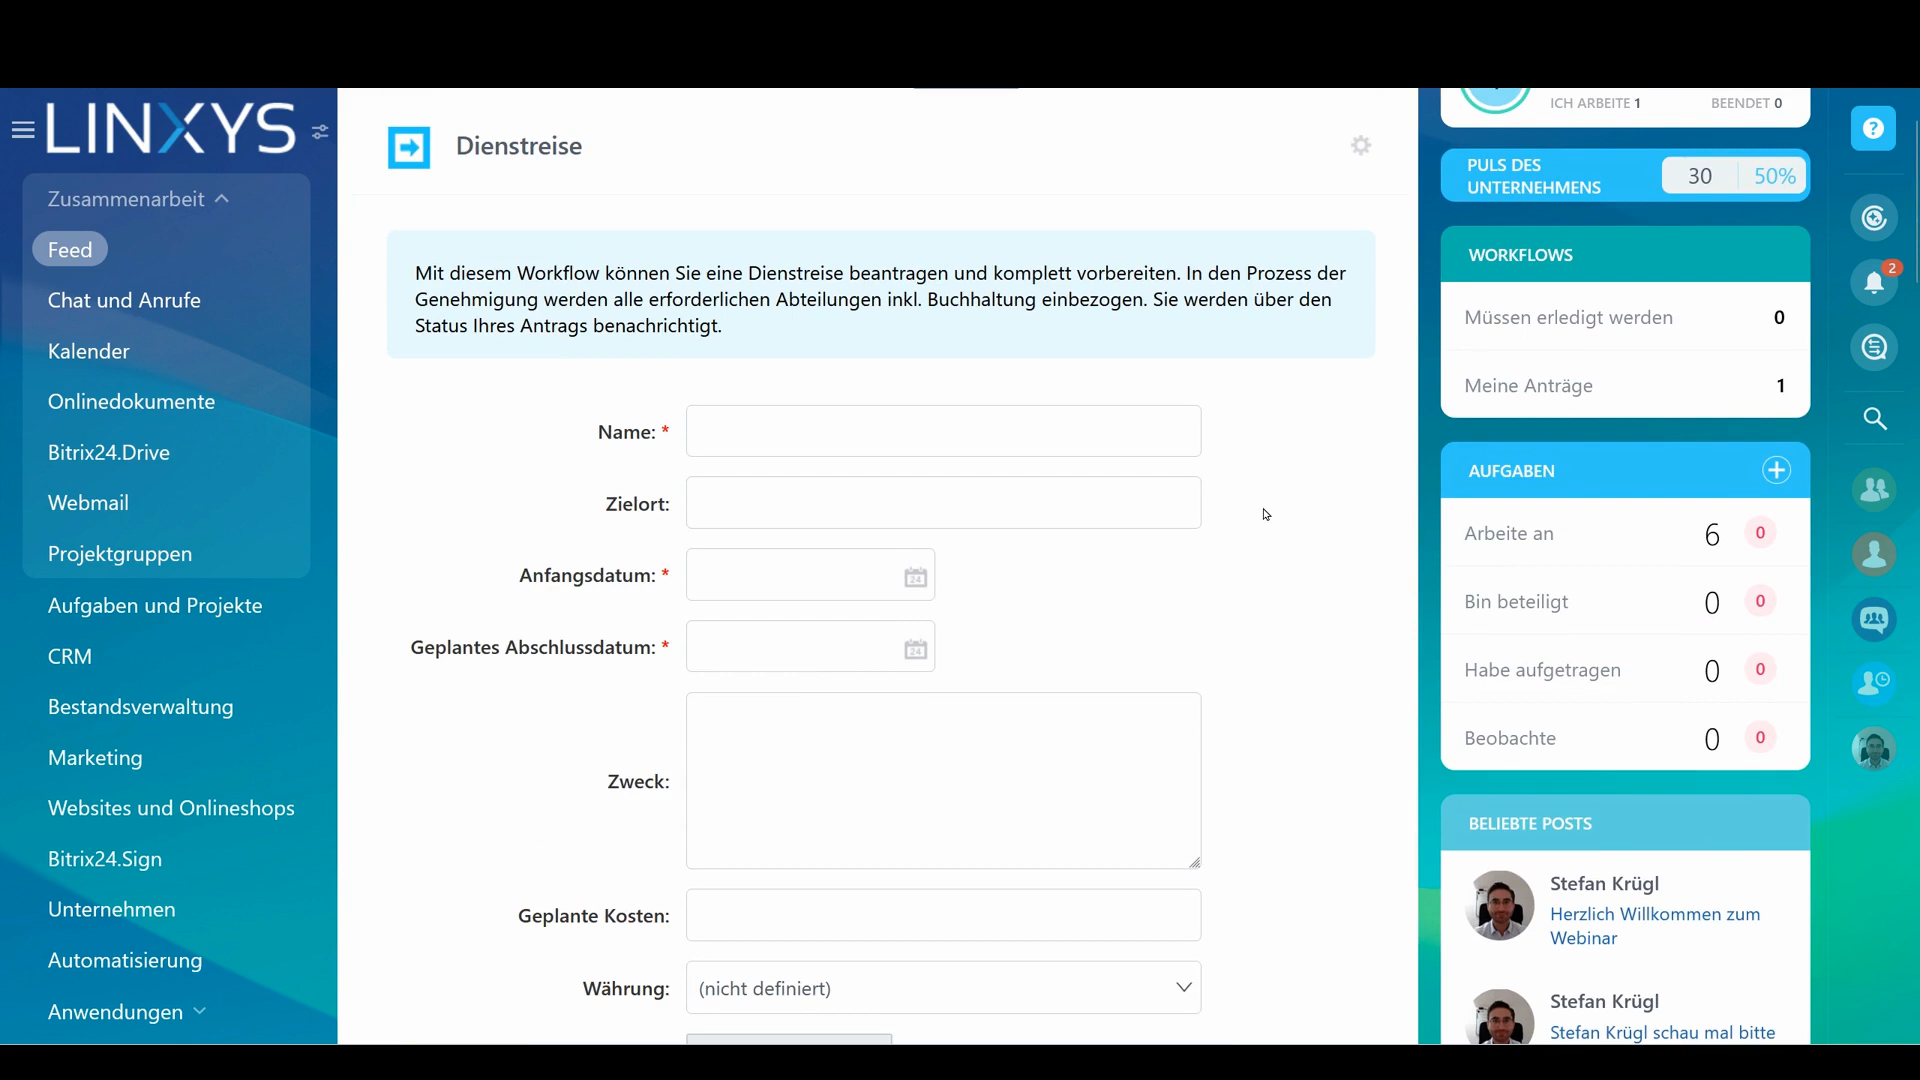 LINXYS
Zusammenarbeit
Feed
Chat und Anrufe
Kalender
Onlinedokumente
Bitrix24.Drive
Webmail
Projektgruppen
Aufgaben und Projekte
CRM
Bestandsverwaltung
Marketing
Websites und Onlineshops
Bitrix24.Sign
Unternehmen
Automatisierung
Anwendungen
Dienstreise
Mit diesem Workflow können Sie eine Dienstreise beantragen und komplett vorbereiten. In den Prozess der
Genehmigung werden alle erforderlichen Abteilungen inkl. Buchhaltung einbezogen. Sie werden über den
Status Ihres Antrags benachrichtigt.
Name: *
Zielort:
Anfangsdatum: *
24
Geplantes Abschlussdatum: *
24
Zweck:
Geplante Kosten:
Währung:
(nicht definiert)
ICH ARBEITE 1
BEENDET 0
PULS DES
UNTERNEHMENS
30
50%
WORKFLOWS
Müssen erledigt werden 0
Meine Anträge 1
AUFGABEN
Arbeite an 6 0
Bin beteiligt 0 0
Habe aufgetragen 0 0
Beobachte 0 0
BELIEBTE POSTS
Stefan Krügl
Herzlich Willkommen zum
Webinar
Stefan Krügl
Stefan Krügl schau mal bitte
?
2